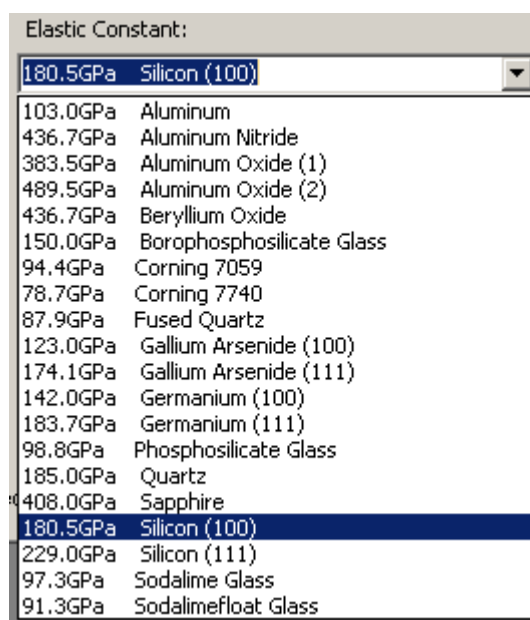 Elastic Constant:
180.5GPa Silicon (100)
103.0GPa Aluminum
436.7GPa Aluminum Nitride
383.5GPa Aluminum Oxide (1)
489.5GPa Aluminum Oxide (2)
436.7GPa Beryllium Oxide
150.0GPa Borophosphosilicate Glass
94.4GPa Corning 7059
78.7GPa Corning 7740
87.9GPa Fused Quartz
123.0GPa Gallium Arsenide (100)
174.1GPa Gallium Arsenide (111)
142.0GPa Germanium (100)
183.7GPa Germanium (111)
98.8GPa Phosphosilicate Glass
185.0GPa Quartz
408.0GPa Sapphire
180.5GPa Silicon (100)
229.0GPa Silicon (111)
97.3GPa Sodalime Glass
91.3GPa Sodalimefloat Glass